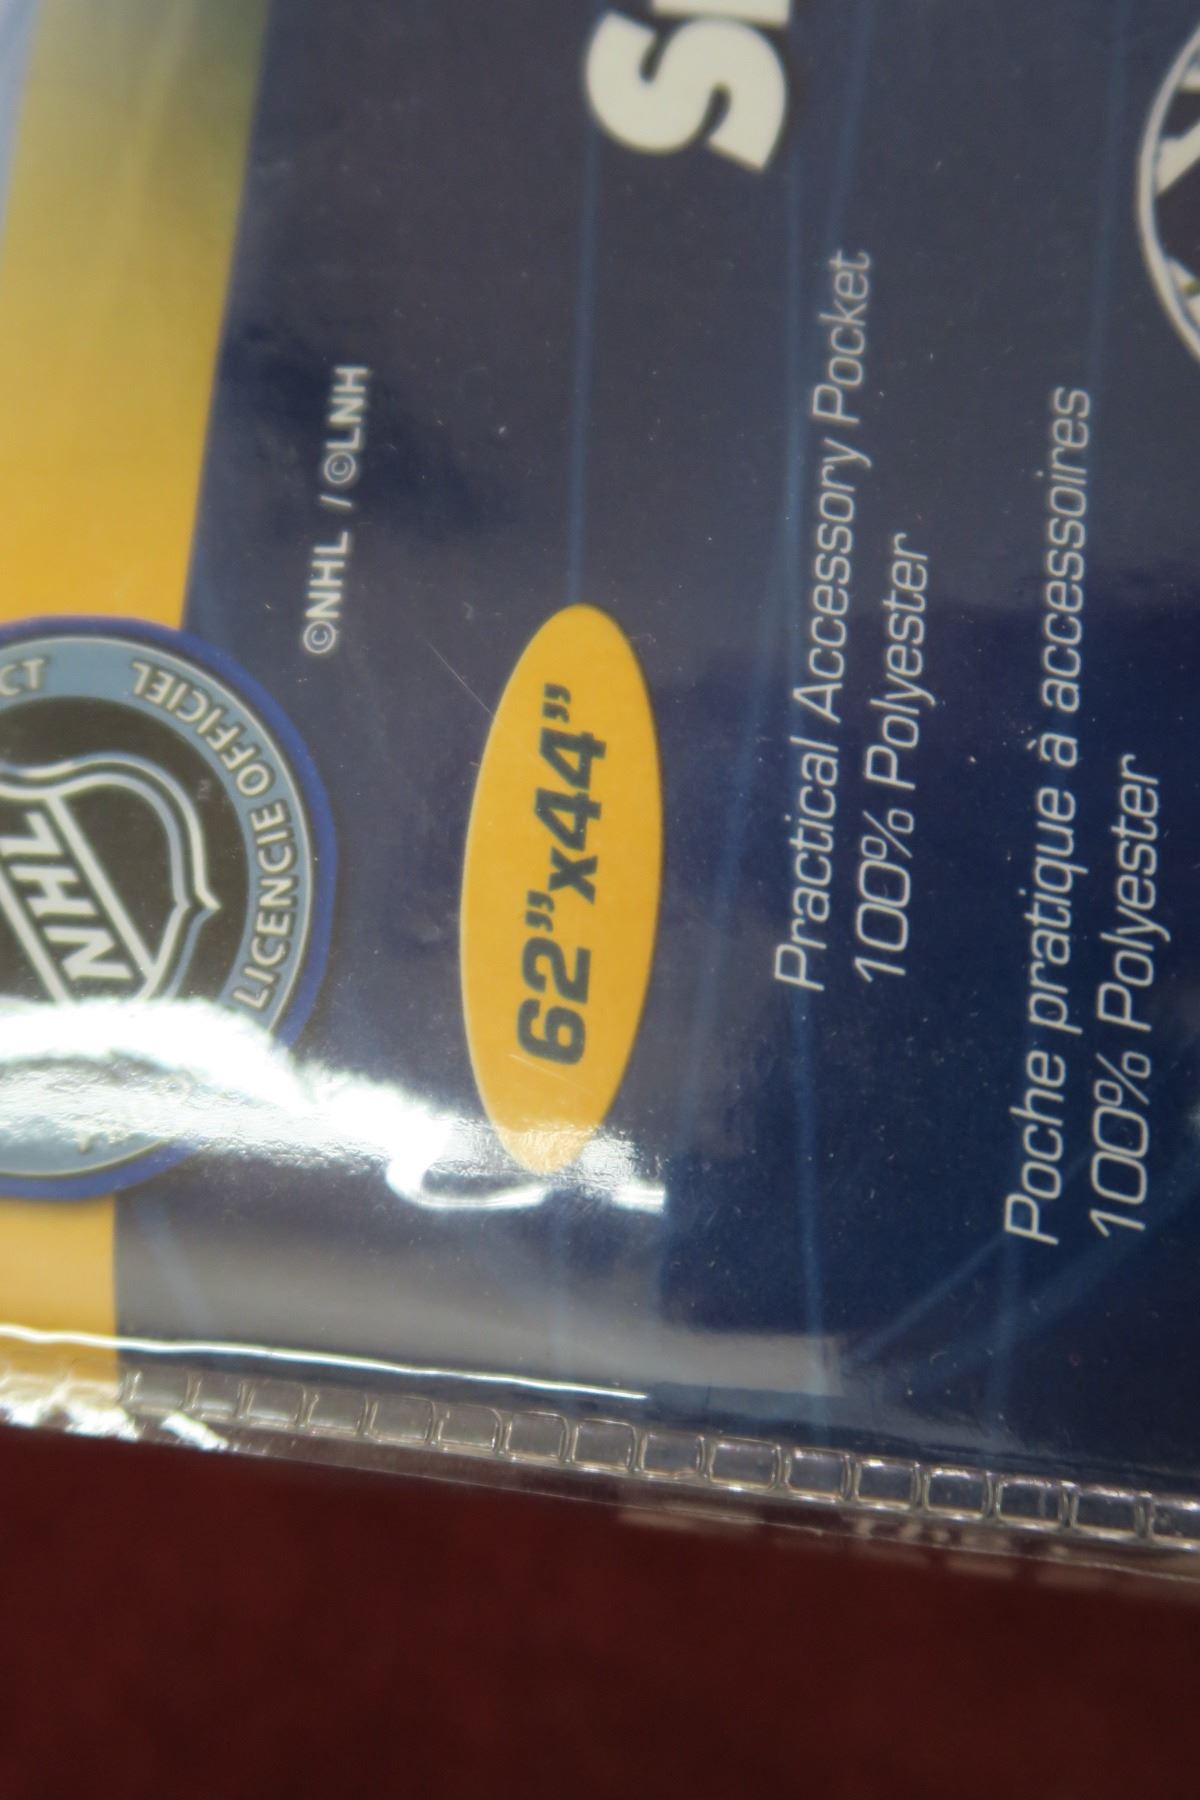 ©NHL / ©LNH
LICENCIE OFFICIEL
NHL
62”x44”
Practical Accessory Pocket
100% Polyester
Poche pratique à accessoires
100% Polyester